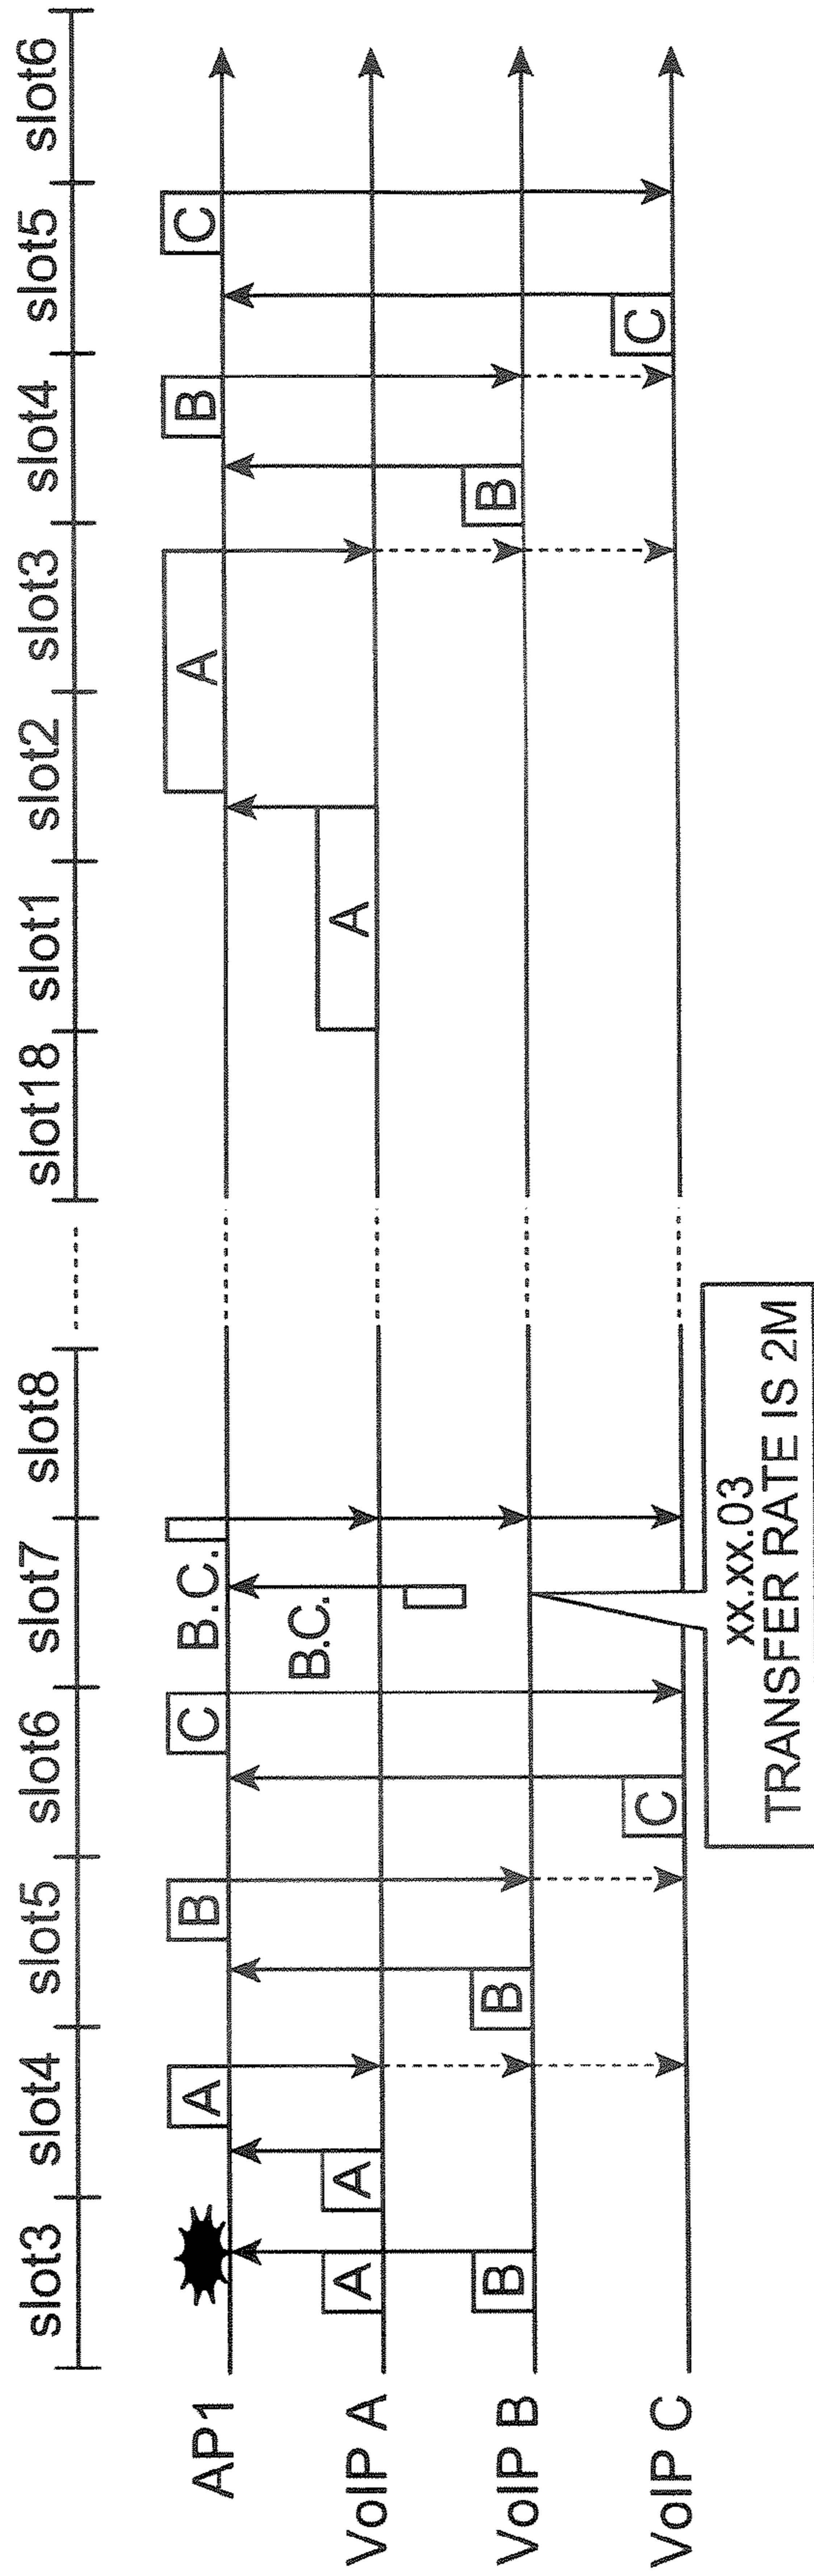 slot3 slot4 slot5 slot6 slot7 slot8 slot18 slot1 slot2 slot3 slot4 slot5 slot6
AP1 A B C B.C. A B C
VoIP A A A B.C. A
VoIP B B B B
VoIP C C C
xx.xx.03
TRANSFER RATE IS 2M